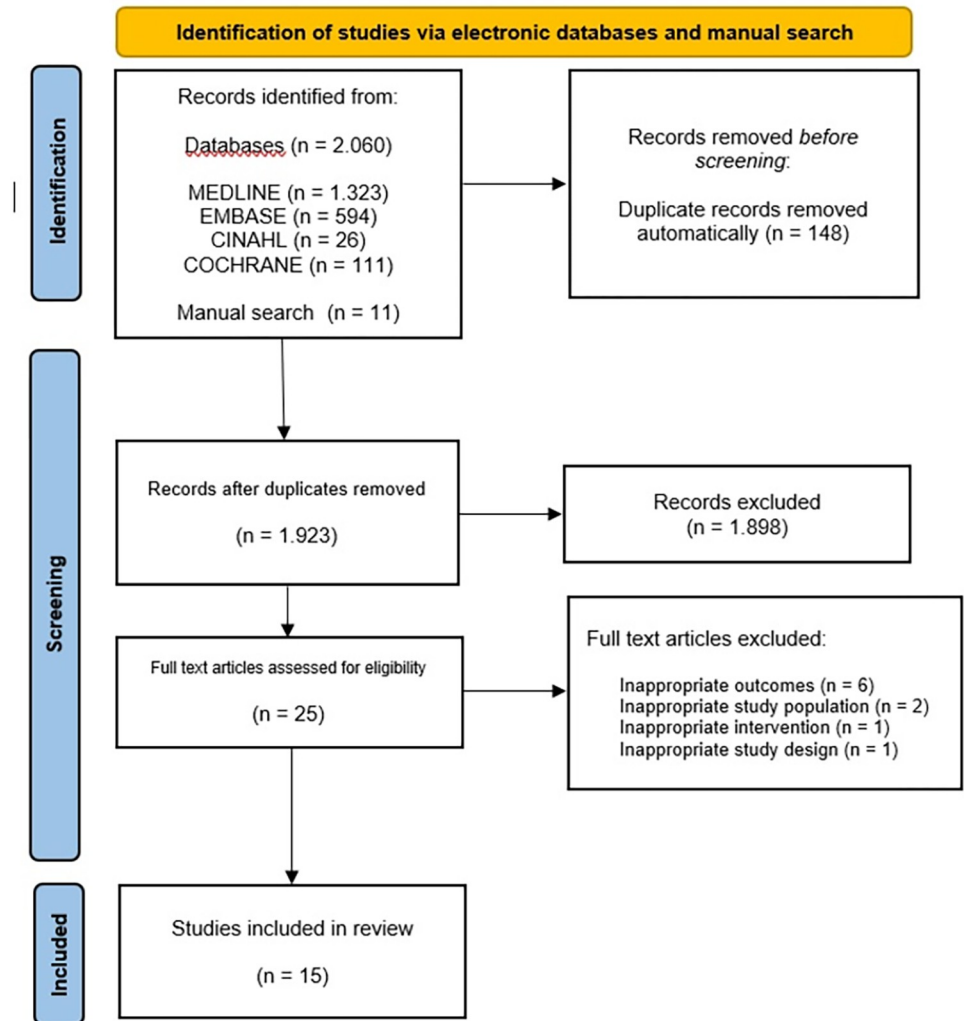 Identification of studies via electronic databases and manual search
Identification
Records identified from:
Databases (n = 2.060)
MEDLINE (n = 1.323)
EMBASE (n = 594)
CINAHL (n = 26)
COCHRANE (n = 111)
Manual search (n = 11)
Records removed before
screening:
Duplicate records removed
automatically (n = 148)
Screening
Records after duplicates removed
(n = 1.923)
Records excluded
(n = 1.898)
Full text articles assessed for eligibility
(n = 25)
Full text articles excluded:
Inappropriate outcomes (n = 6)
Inappropriate study population (n = 2)
Inappropriate intervention (n = 1)
Inappropriate study design (n = 1)
Included
Studies included in review
(n = 15)